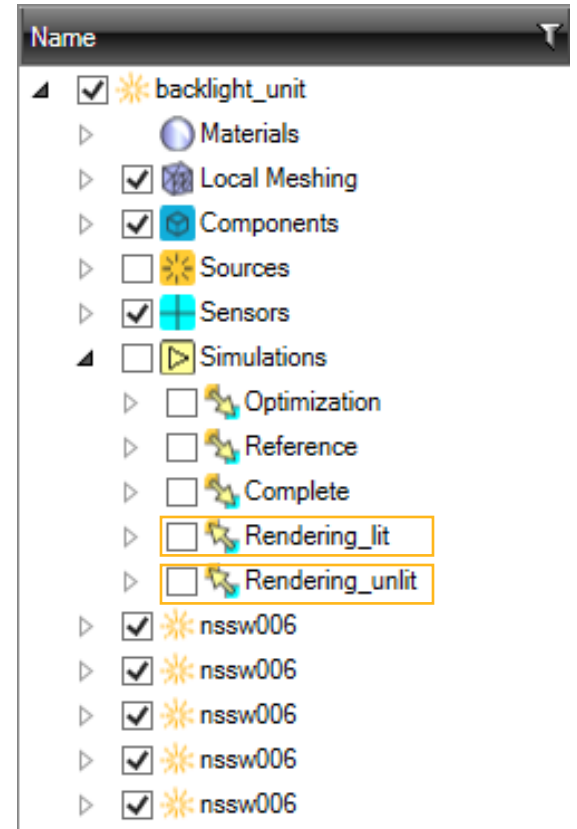 Name
backlight_unit
Materials
Local Meshing
Components
Sources
Sensors
Simulations
Optimization
Reference
Complete
Rendering_lit
Rendering_unlit
nssw006
nssw006
nssw006
nssw006
nssw006